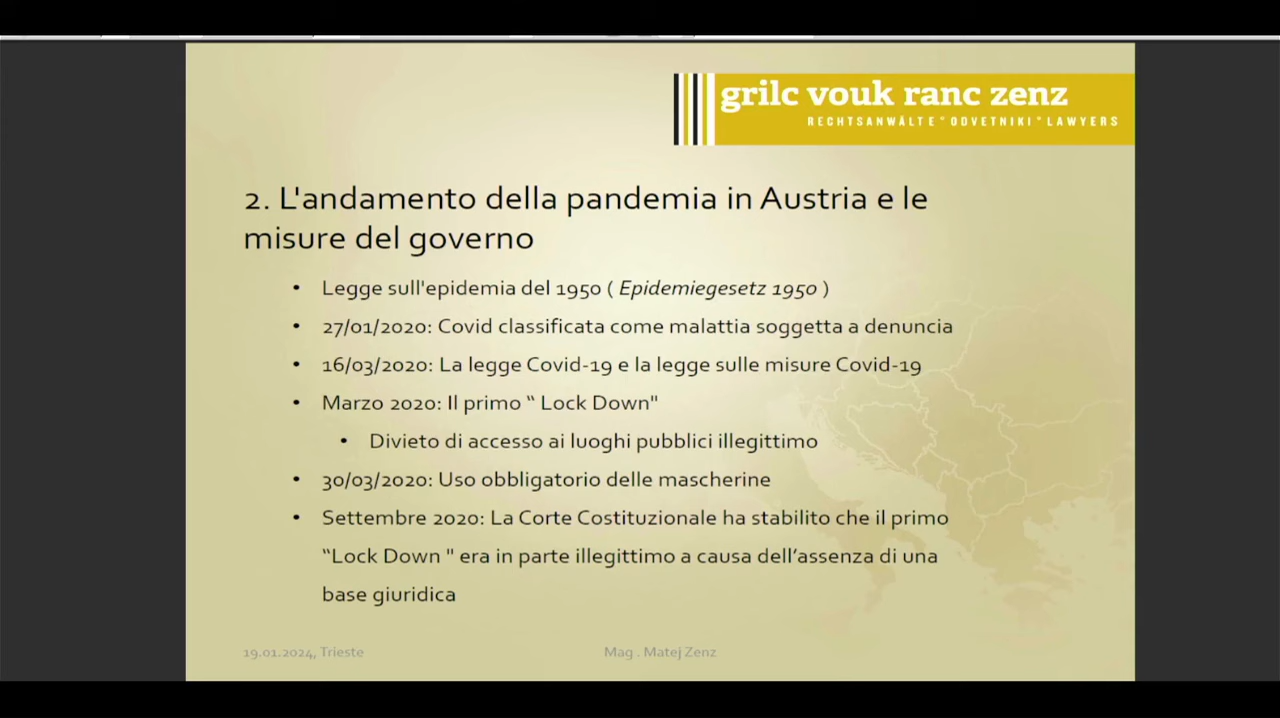 grilc vouk ranc zenz
RECHTSANWÄLTE * ODVETNIKI * LAWYERS
2. L'andamento della pandemia in Austria e le
misure del governo
• Legge sull'epidemia del 1950 ( Epidemiegesetz 1950 )
• 27/01/2020: Covid classificata come malattia soggetta a denuncia
• 16/03/2020: La legge Covid-19 e la legge sulle misure Covid-19
• Marzo 2020: Il primo “ Lock Down"
• Divieto di accesso ai luoghi pubblici illegittimo
• 30/03/2020: Uso obbligatorio delle mascherine
• Settembre 2020: La Corte Costituzionale ha stabilito che il primo
“Lock Down " era in parte illegittimo a causa dell’assenza di una
base giuridica
19.01.2024, Trieste
Mag . Matej Zenz